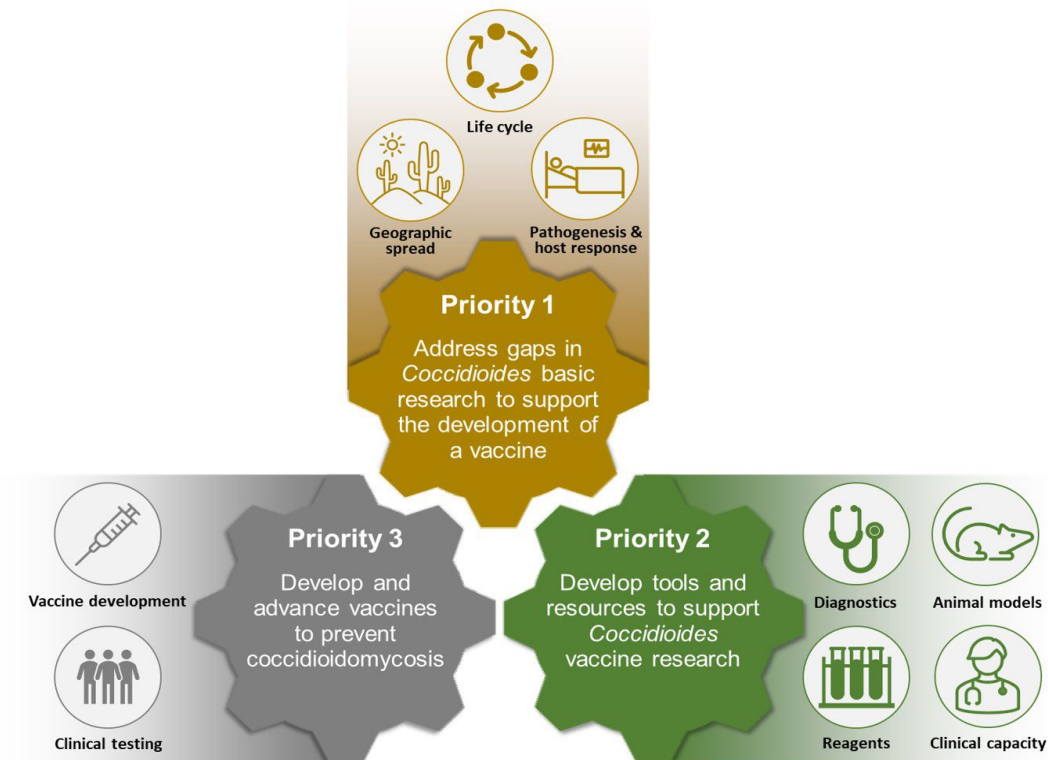 Life cycle
Geographic
spread
Pathogenesis &
host response
Priority 1
Address gaps in
Coccidioides basic
research to support
the development of
a vaccine
Priority 3
Develop and
advance vaccines
to prevent
coccidioidomycosis
Vaccine development
Clinical testing
Priority 2
Develop tools and
resources to support
Coccidioides
vaccine research
Diagnostics
Animal models
Reagents
Clinical capacity